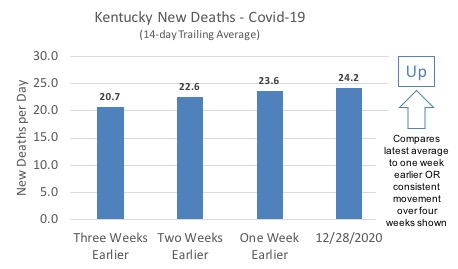 Kentucky New Deaths - Covid-19
(14-day Trailing Average)
New Deaths per Day
30.0
25.0
20.0
15.0
10.0
5.0
0.0
20.7
22.6
23.6
24.2
Three Weeks
Earlier
Two Weeks
Earlier
One Week
Earlier
12/28/2020
Up
Compares
latest average
to one week
earlier OR
consistent
movement
over four
weeks shown